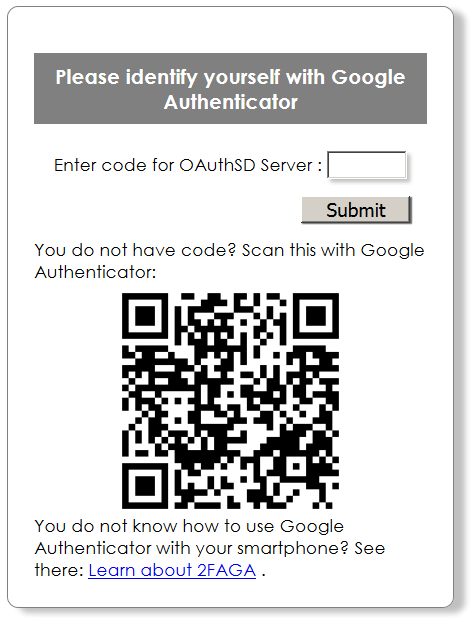 Please identify yourself with Google
Authenticator
Enter code for OAuthSD Server :
Submit
You do not have code? Scan this with Google
Authenticator:
You do not know how to use Google
Authenticator with your smartphone? See
there: Learn about 2FAGA .